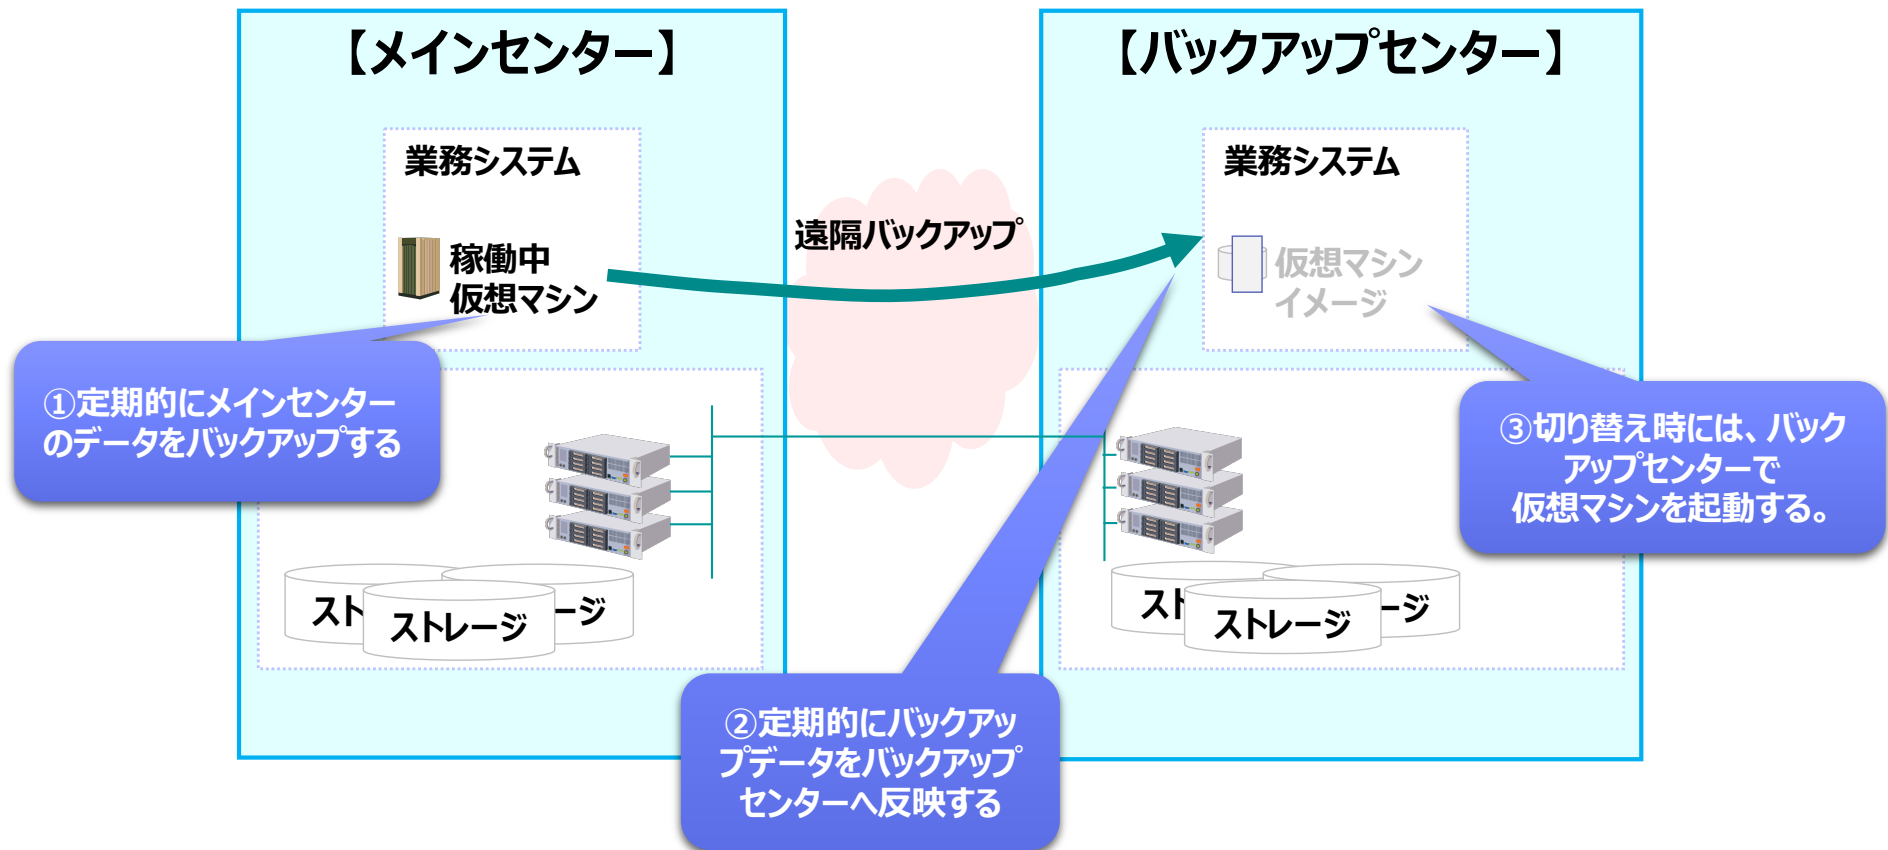 【メインセンター】
業務システム
稼働中
仮想マシン
①定期的にメインセンター
のデータをバックアップする
ストレージ
遠隔バックアップ
②定期的にバックアッ
プデータをバックアップ
センターへ反映する
【バックアップセンター】
業務システム
仮想マシン
イメージ
③切り替え時には、バック
アップセンターで
仮想マシンを起動する。
スト
ストレージ
ージ